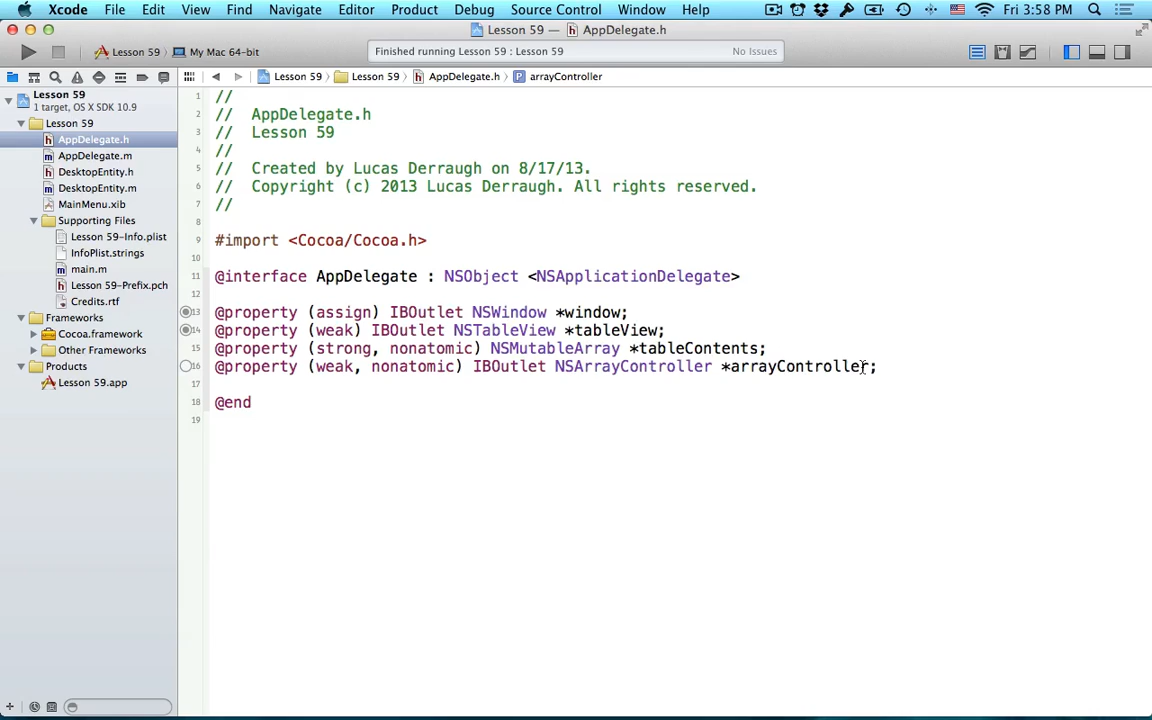 Xcode File Edit View Find Navigate Editor Product Debug Source Control Window Help Fri 3:58 PM
Lesson 59 — AppDelegate.h
Lesson 59 My Mac 64-bit Finished running Lesson 59 : Lesson 59 No Issues
Lesson 59 Lesson 59 AppDelegate.h arrayController
Lesson 59
1 target, OS X SDK 10.9
Lesson 59
AppDelegate.h
AppDelegate.m
DesktopEntity.h
DesktopEntity.m
MainMenu.xib
Supporting Files
Lesson 59-Info.plist
InfoPlist.strings
main.m
Lesson 59-Prefix.pch
Credits.rtf
Frameworks
Cocoa.framework
Other Frameworks
Products
Lesson 59.app
1 //
2 //  AppDelegate.h
3 //  Lesson 59
4 //
5 //  Created by Lucas Derraugh on 8/17/13.
6 //  Copyright (c) 2013 Lucas Derraugh. All rights reserved.
7 //
8
9 #import <Cocoa/Cocoa.h>
10
11 @interface AppDelegate : NSObject <NSApplicationDelegate>
12
13 @property (assign) IBOutlet NSWindow *window;
14 @property (weak) IBOutlet NSTableView *tableView;
15 @property (strong, nonatomic) NSMutableArray *tableContents;
16 @property (weak, nonatomic) IBOutlet NSArrayController *arrayController;
17
18 @end
19